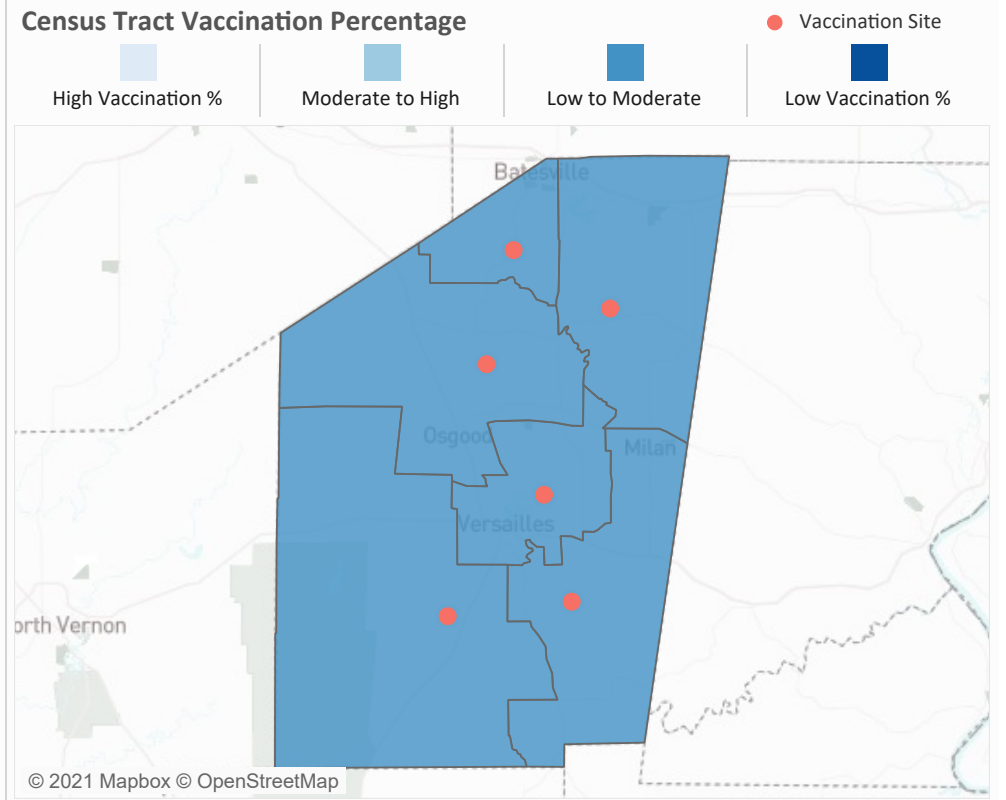 Census Tract Vaccination Percentage
Vaccination Site
High Vaccination %
Moderate to High
Low to Moderate
Low Vaccination %
Batesville
Osgood
Milan
Versailles
orth Vernon
© 2021 Mapbox © OpenStreetMap